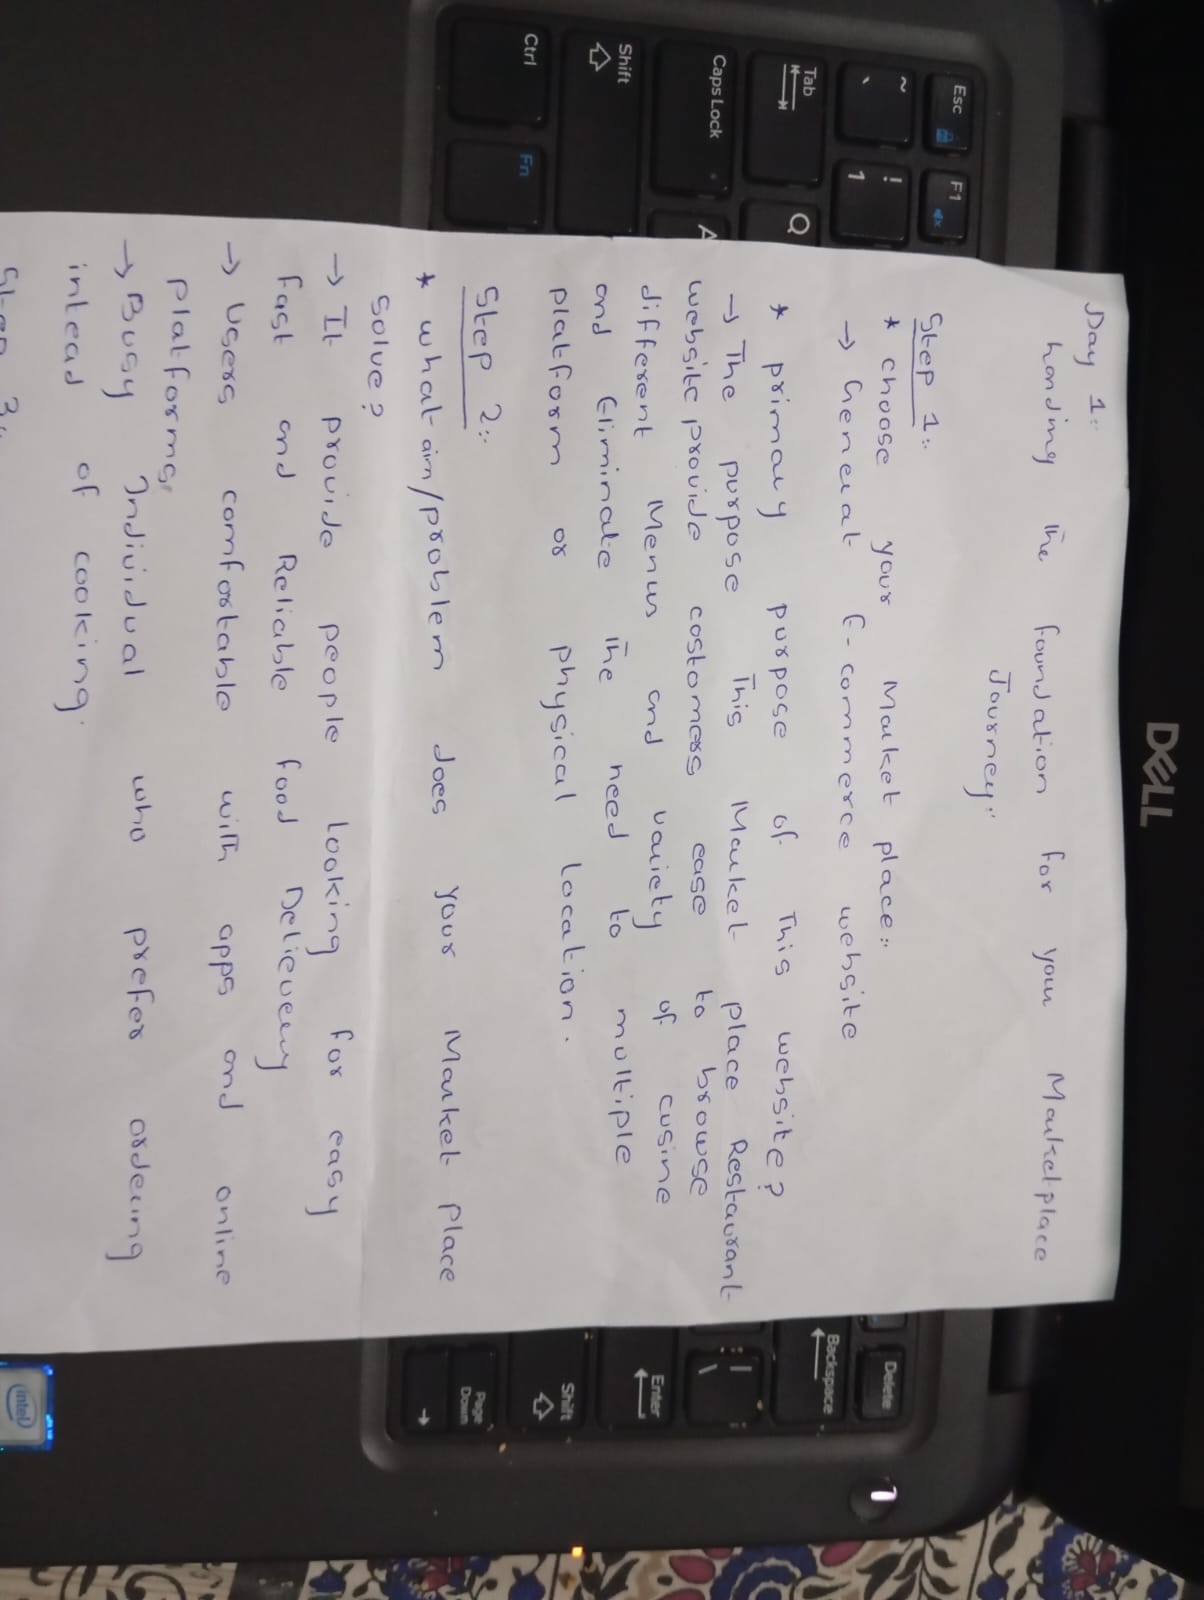 Day 1:
handing the foundation for your Marketplace
Journey:
Step 1:
* choose your Market place:
→ General E-commerce website
* primary purpose of This website?
→ The purpose This Market place Restaurant
website provide costomers ease to browse
different Menus and variety of cusine
and Eliminate the need to multiple
platform or physical Location.
Step 2:
* what aim/problem does your Market place
solve?
→ It provide people Looking for easy
fast and Reliable food Delievery
→ Users comfortable with apps and online
platforms,
→ Busy Individual who prefer ordering
intead of cooking.
Step 3:
DELL
Esc
F1
~
`
!
1
Tab
Q
Caps Lock
A
Shift
Ctrl
Fn
Delete
Backspace
|
\
Enter
Shift
Page
Down
intel